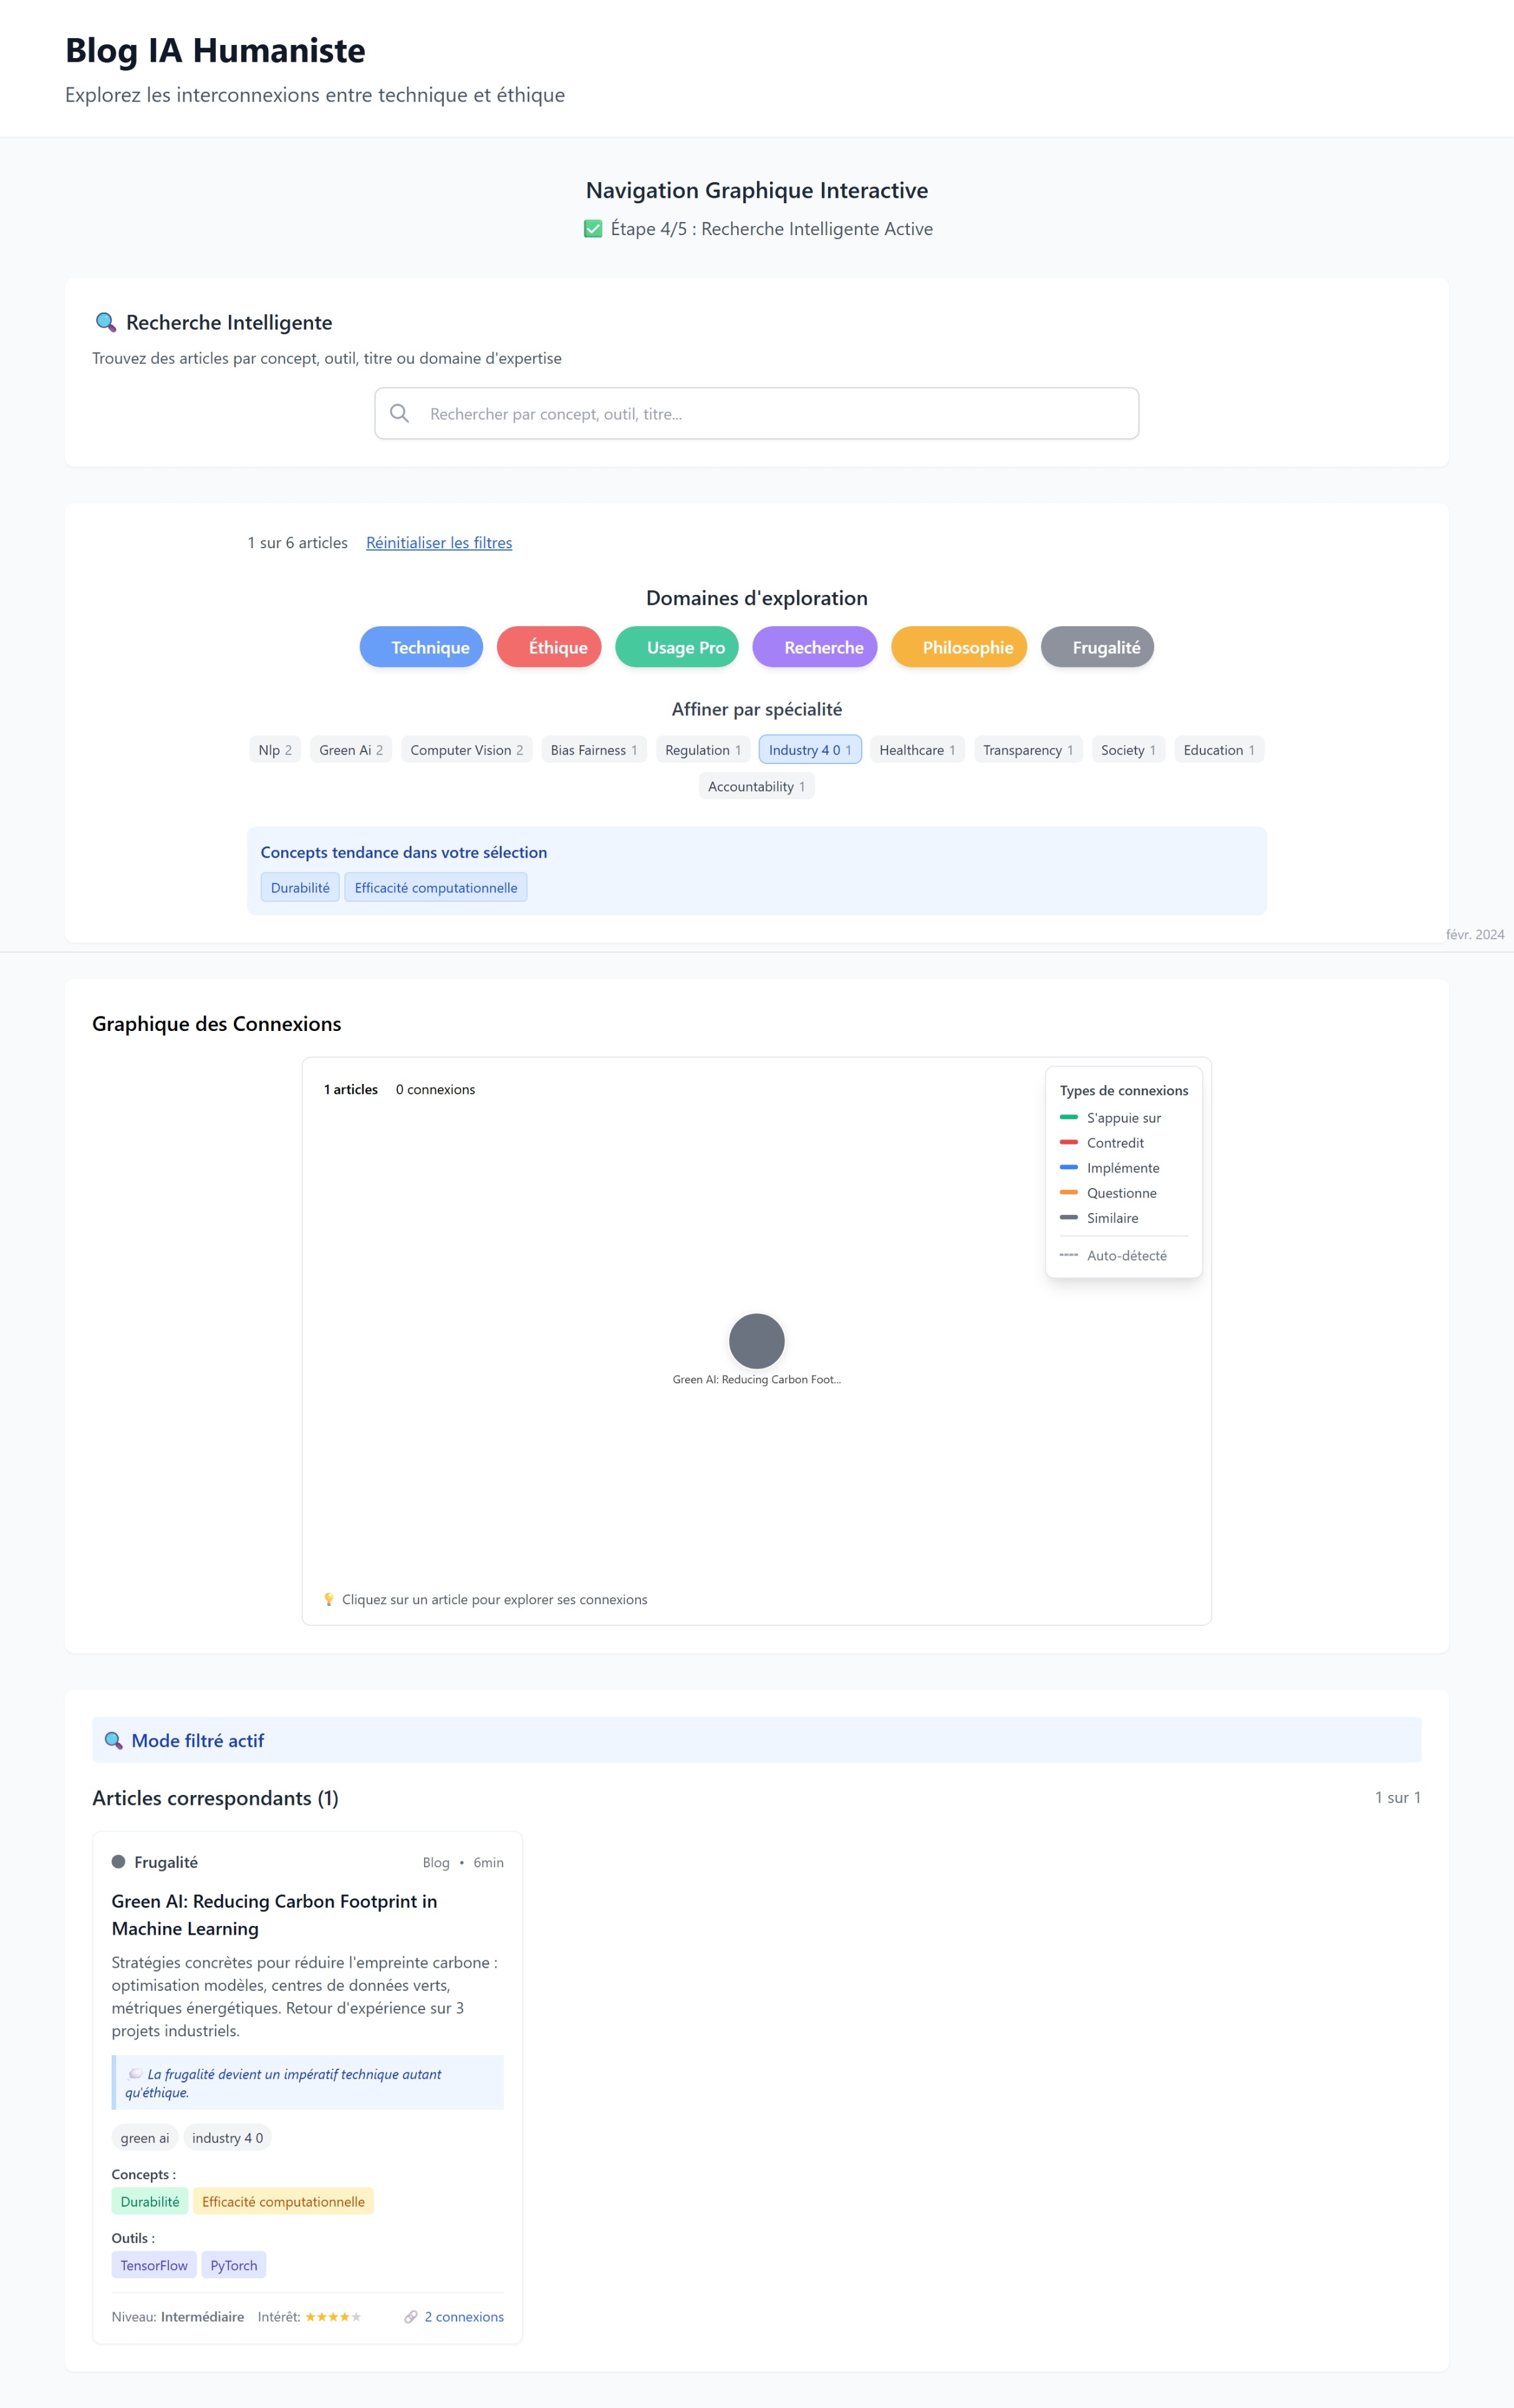 Blog IA Humaniste
Explorez les interconnexions entre technique et éthique
Navigation Graphique Interactive
✅ Étape 4/5 : Recherche Intelligente Active
🔍 Recherche Intelligente
Trouvez des articles par concept, outil, titre ou domaine d'expertise
Rechercher par concept, outil, titre...
1 sur 6 articles Réinitialiser les filtres
Domaines d'exploration
Technique Éthique Usage Pro Recherche Philosophie Frugalité
Affiner par spécialité
Nlp 2 Green Ai 2 Computer Vision 2 Bias Fairness 1 Regulation 1 Industry 4 0 1 Healthcare 1 Transparency 1 Society 1 Education 1
Accountability 1
Concepts tendance dans votre sélection
Durabilité Efficacité computationnelle
févr. 2024
Graphique des Connexions
1 articles 0 connexions
Types de connexions
S'appuie sur
Contredit
Implémente
Questionne
Similaire
Auto-détecté
Green AI: Reducing Carbon Foot...
💡 Cliquez sur un article pour explorer ses connexions
🔍 Mode filtré actif
Articles correspondants (1) 1 sur 1
Frugalité Blog • 6min
Green AI: Reducing Carbon Footprint in
Machine Learning
Stratégies concrètes pour réduire l'empreinte carbone :
optimisation modèles, centres de données verts,
métriques énergétiques. Retour d'expérience sur 3
projets industriels.
💭 La frugalité devient un impératif technique autant
qu'éthique.
green ai industry 4 0
Concepts :
Durabilité Efficacité computationnelle
Outils :
TensorFlow PyTorch
Niveau: Intermédiaire Intérêt: ★★★★★ 🔗 2 connexions